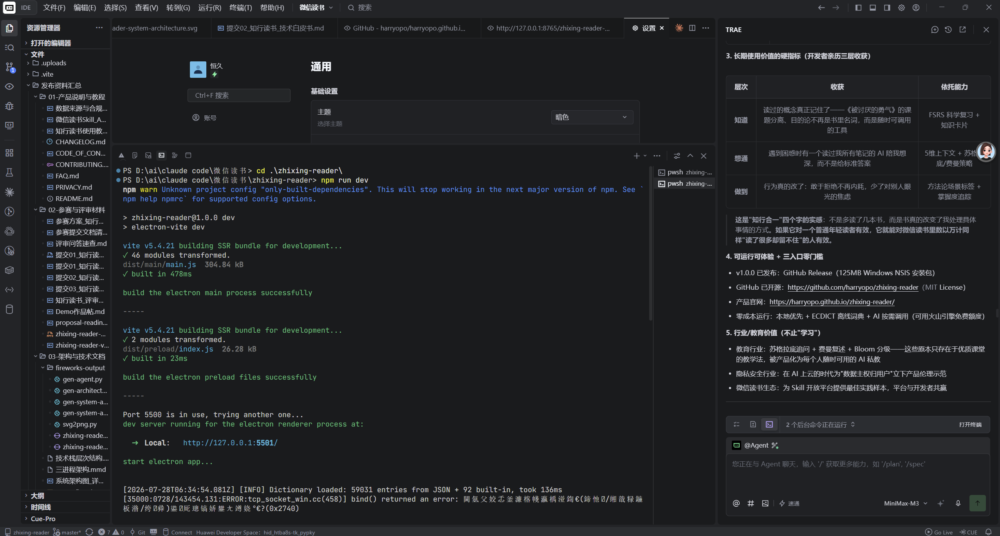 IDE 文件(F) 编辑(E) 选择(S) 查看(V) 转到(G) 运行(R) 终端(T) 帮助(H) 微信读书 搜索
资源管理器
打开的编辑器
文件
.uploads
.vite
发布资料汇总
01-产品说明与教程
数据来源与合规...
微信读书Skill_A...
知行读书使用教...
CHANGELOG.md
CODE_OF_CON...
CONTRIBUTING....
FAQ.md
PRIVACY.md
README.md
02-参赛与评审材料
参赛方案_知行...
参赛提交文档清...
评审问答速查.md
提交01_知行读...
提交01_知行读...
提交02_知行读...
提交03_知行读...
知行读书_评审...
Demo作品帖.md
proposal-readin...
zhixing-reader-...
zhixing-reader-v...
03-架构与技术文档
fireworks-output
gen-agent.py
gen-architect...
gen-system-a...
gen-system-a...
svg2png.py
zhixing-reade...
zhixing-reade...
技术栈层次结构....
三进程架构.mmd
系统架构图_详...
大纲
时间线
Cue-Pro
ader-system-architecture.svg 提交02_知行读书_技术白皮书.md GitHub - harryopo/harryopo.github.i... http://127.0.0.1:8765/zhixing-reader-... 设置
恒久
Ctrl+F 搜索
账号
通用
基础设置
主题
选择主题
暗色
PS D:\ai\claude code\微信读书> cd .\zhixing-reader\
PS D:\ai\claude code\微信读书\zhixing-reader> npm run dev
npm warn Unknown project config "only-built-dependencies". This will stop working in the next major version of npm. See `
npm help npmrc` for supported config options.
> zhixing-reader@1.0.0 dev
> electron-vite dev
vite v5.4.21 building SSR bundle for development...
✓ 46 modules transformed.
dist/main/main.js 304.84 kB
✓ built in 478ms
build the electron main process successfully
-----
vite v5.4.21 building SSR bundle for development...
✓ 2 modules transformed.
dist/preload/index.js 26.28 kB
✓ built in 23ms
build the electron preload files successfully
-----
Port 5500 is in use, trying another one...
dev server running for the electron renderer process at:
➜ Local: http://127.0.0.1:5501/
start electron app...
[2026-07-28T06:34:54.081Z] [INFO] Dictionary loaded: 59031 entries from JSON + 92 built-in, took 136ms
[35000:0728/143454.131:ERROR:tcp_socket_win.cc(458)] bind() returned an error:
(0x2740)
pwsh zhixing-...
pwsh zhixing-...
TRAE
3. 长期使用价值的硬指标（开发者亲历三层收获）
层次 收获 依托能力
知道 读过的概念真正记住了——《被讨厌的勇气》的课题分离、目的论不再是书里名词，而是随时可调用的工具 FSRS 科学复习 + 知识卡片
想通 遇到困惑时有一个读过我所有笔记的 AI 陪我想深，而不是给标准答案 5维上下文 + 苏格 底/费曼策略
做到 行为真的改了：敢于拒绝不再内耗，少了对别人眼光的焦虑 方法论场景标签 + 掌握度追踪
这是"知行合一"四个字的实感：不是多读了几本书，而是书真的改变了我处理具体
事情的方式。如果它对一个普通年轻读者有效，它就能对微信读书里数以万计同
样"读了很多却留不住"的人有效。
4. 可运行可体验 + 三入口零门槛
• v1.0.0 已发布：GitHub Release（125MB Windows NSIS 安装包）
• GitHub 已开源：https://github.com/harryopo/zhixing-reader（MIT License）
• 产品官网：https://harryopo.github.io/zhixing-reader/
• 零成本运行：本地优先 + ECDICT 离线词典 + AI 按需调用（可用火山引擎免费额度）
5. 行业/教育价值（不止"学习"）
• 教育行业：苏格拉底追问 + 费曼复述 + Bloom 分级——这些原本只存在于优质课堂
的教学法，被产品化为每个人随时可用的 AI 私教
• 隐私安全行业：在 AI 上云的时代为"数据主权归用户"立下产品伦理示范
• 微信读书生态：为 Skill 开放平台提供最佳实践样本，平台与开发者共赢
2 个后台命令正在运行 打开终端
@Agent
您正在与 Agent 聊天，输入 '/' 获取更多能力，如 '/plan', '/spec'
速通 MiniMax-M3
zhixing-reader master* 7 0 Git Connect Huawei Developer Space：hid_htba8s-tk_pypky Go Live CUE